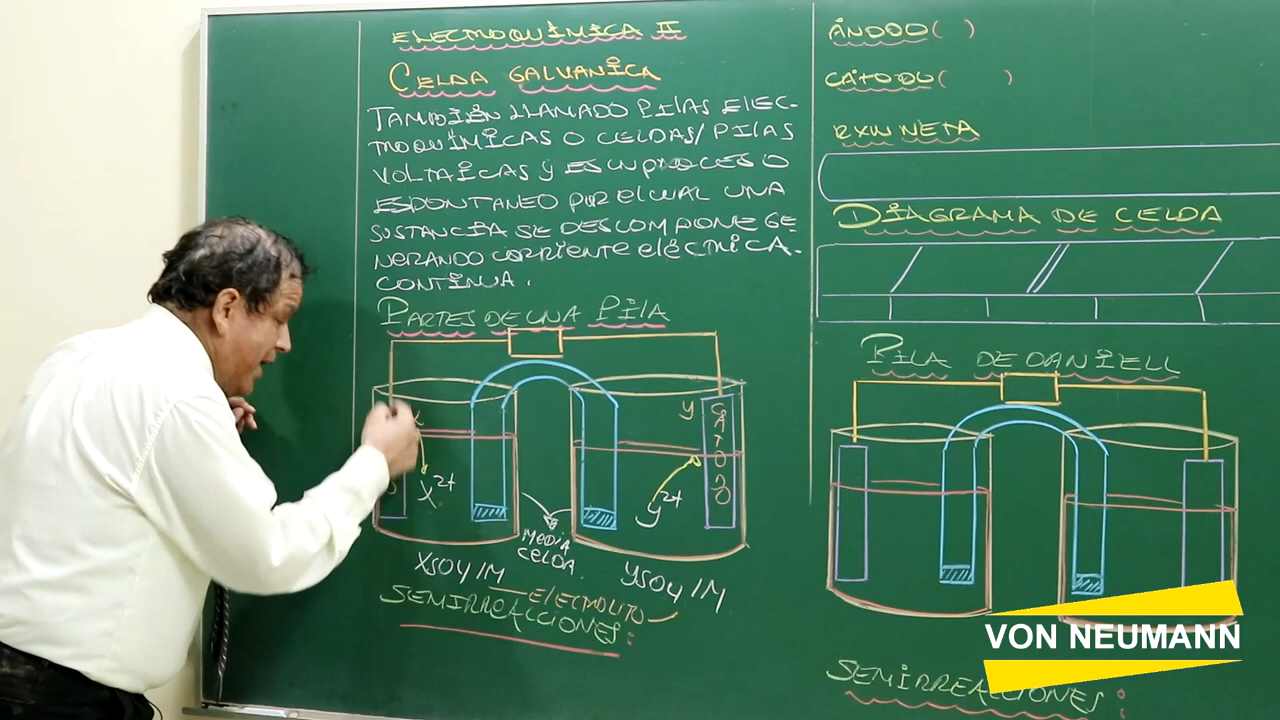 ELECTROQUÍMICA II
CELDA GALVANICA
TAMBIÉN LLAMADO PILAS ELEC-
TROQUÍMICAS O CELDAS/PILAS
VOLTAICAS Y ES UN PROCESO
ESPONTANEO POR EL CUAL UNA
SUSTANCIA SE DESCOMPONE GE-
NERANDO CORRIENTE ELÉCTRICA.
CONTINUA.
PARTES DE UNA PILA
X
X2+
Y
CATODO
Y2+
MEDIA
CELDA.
XSO4 1M
YSO4 1M
ELECTROLITO
SEMIRREACCIONES:
ÁNODO( )
CÁTODO( )
RXN NETA
DIAGRAMA DE CELDA
PILA DE DANIELL
SEMIRREACCIONES:
VON NEUMANN